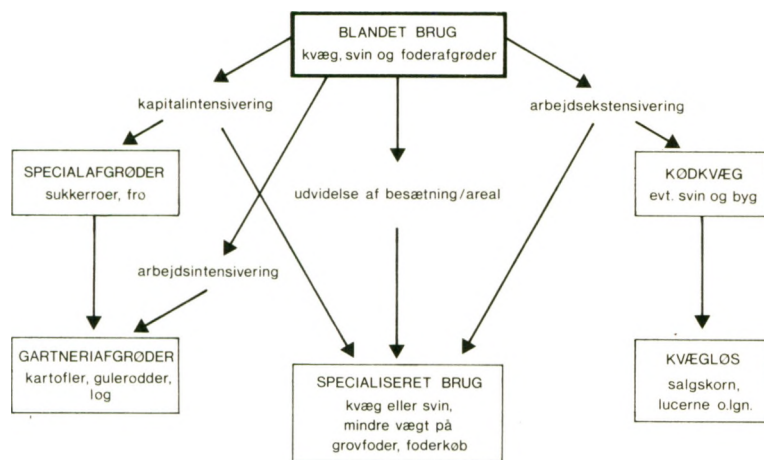 BLANDET BRUG
kvæg, svin og foderafgrøder
kapitalintensivering
arbejdsekstensivering
SPECIALAFGRØDER
sukkerroer, frø
udvidelse af besætning/areal
KØDKVÆG
evt. svin og byg
arbejdsintensivering
GARTNERIAFGRØDER
kartofler, gulerødder,
løg
SPECIALISERET BRUG
kvæg eller svin,
mindre vægt på
grovfoder, foderkøb
KVÆGLØS
salgskorn,
lucerne o.lgn.